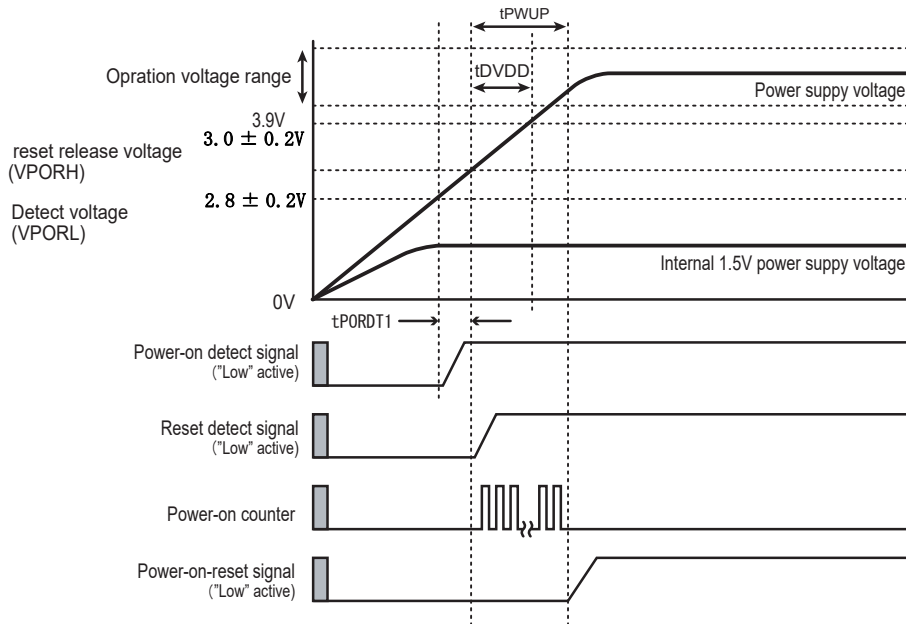 tPWUP
tDVDD
Opration voltage range
Power suppy voltage
3.9V
3.0 ± 0.2V
reset release voltage
(VPORH)
2.8 ± 0.2V
Detect voltage
(VPORL)
Internal 1.5V power supply voltage
0V
tPORDT1
Power-on detect signal
("Low" active)
Reset detect signal
("Low" active)
Power-on counter
Power-on-reset signal
("Low" active)